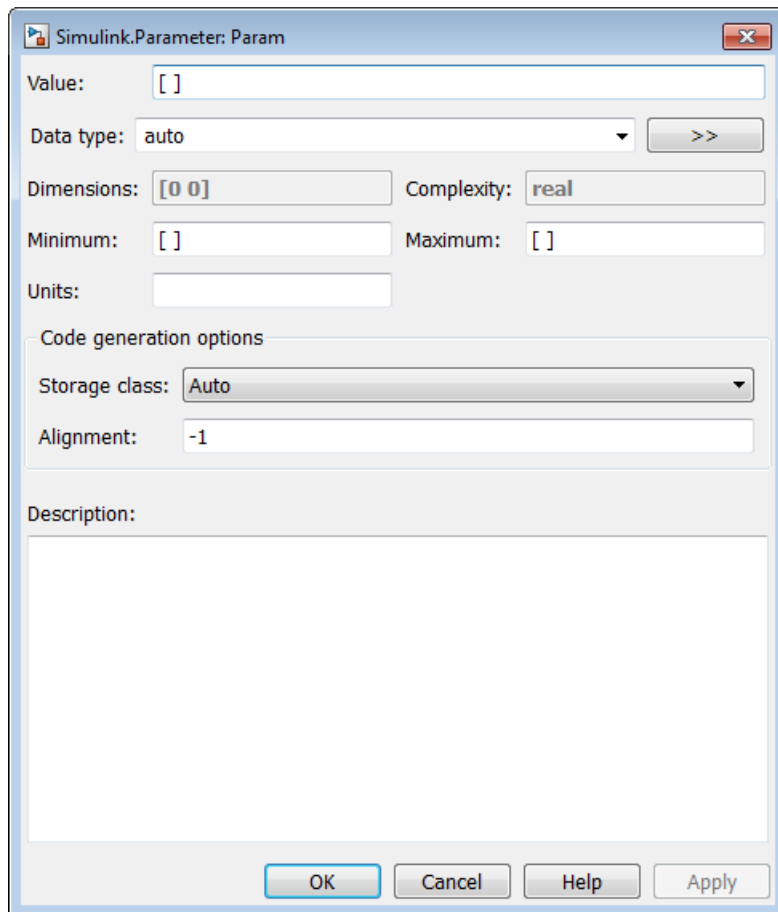 Simulink.Parameter: Param
Value: [ ]
Data type: auto >>
Dimensions: [0 0] Complexity: real
Minimum: [ ] Maximum: [ ]
Units:
Code generation options
Storage class: Auto
Alignment: -1
Description:
OK Cancel Help Apply